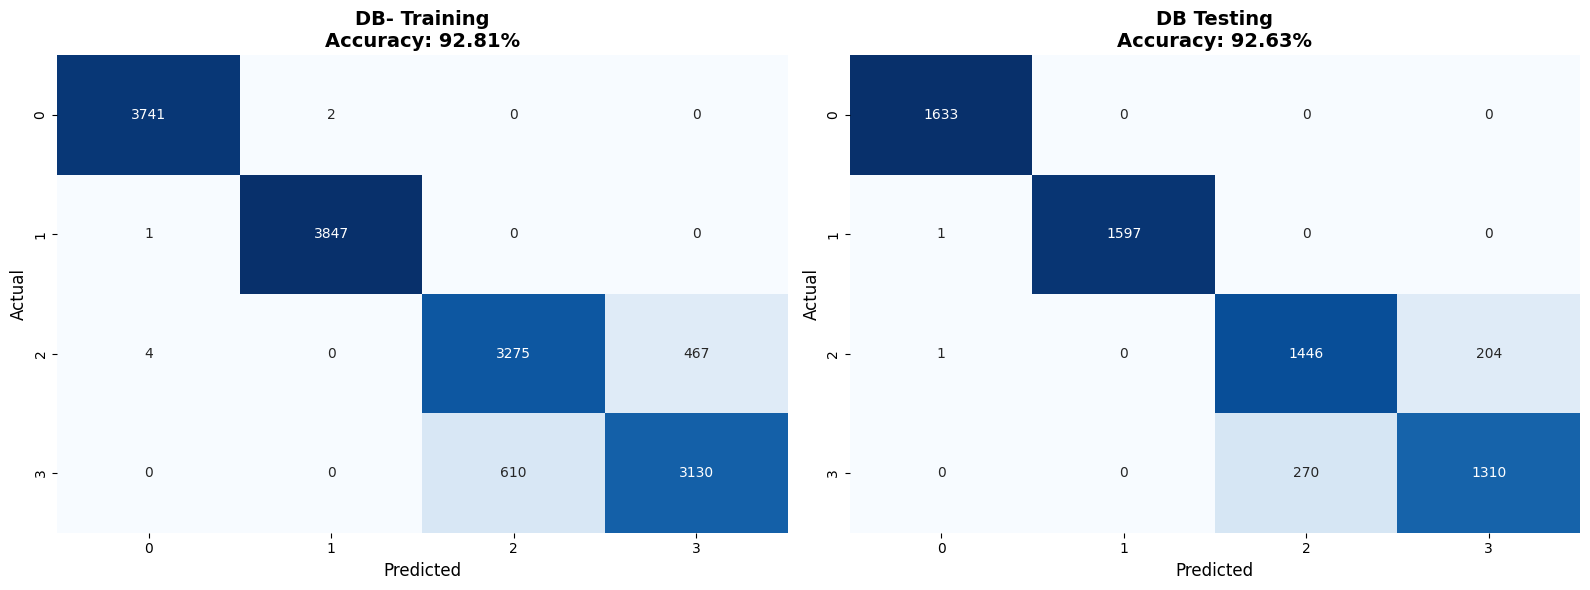 DB- Training
Accuracy: 92.81%
Actual
0 3741 2 0 0
1 1 3847 0 0
2 4 0 3275 467
3 0 0 610 3130
0 1 2 3
Predicted
DB Testing
Accuracy: 92.63%
Actual
0 1633 0 0 0
1 1 1597 0 0
2 1 0 1446 204
3 0 0 270 1310
0 1 2 3
Predicted